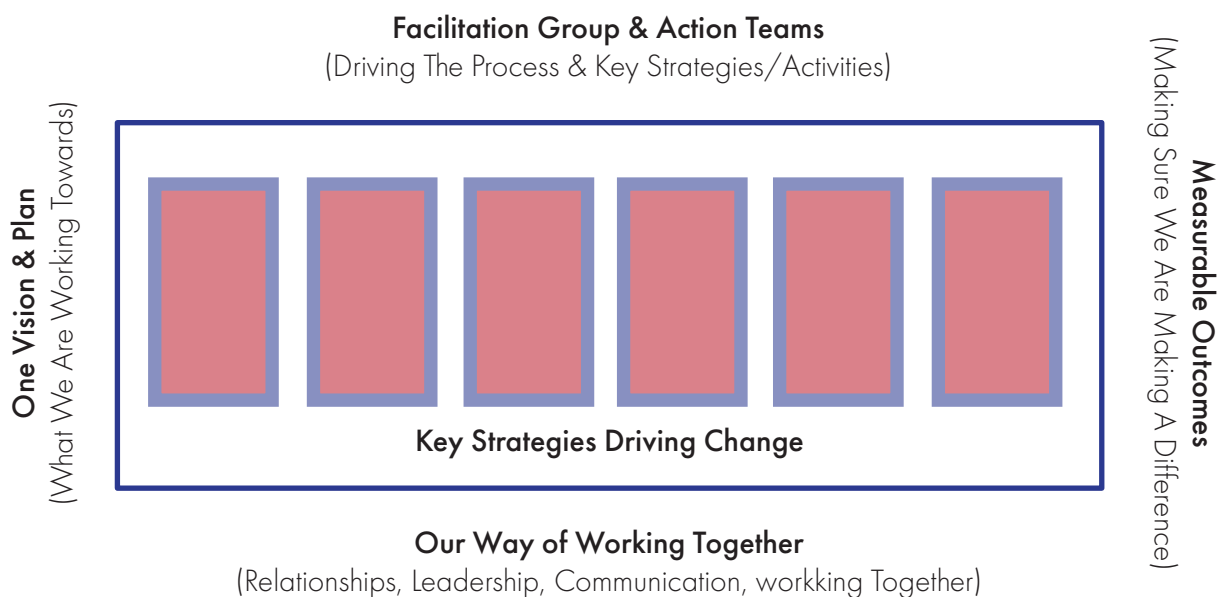 Facilitation Group & Action Teams
(Driving The Process & Key Strategies/Activities)
One Vision & Plan
(What We Are Working Towards)
Key Strategies Driving Change
Measurable Outcomes
(Making Sure We Are Making A Difference)
Our Way of Working Together
(Relationships, Leadership, Communication, workking Together)